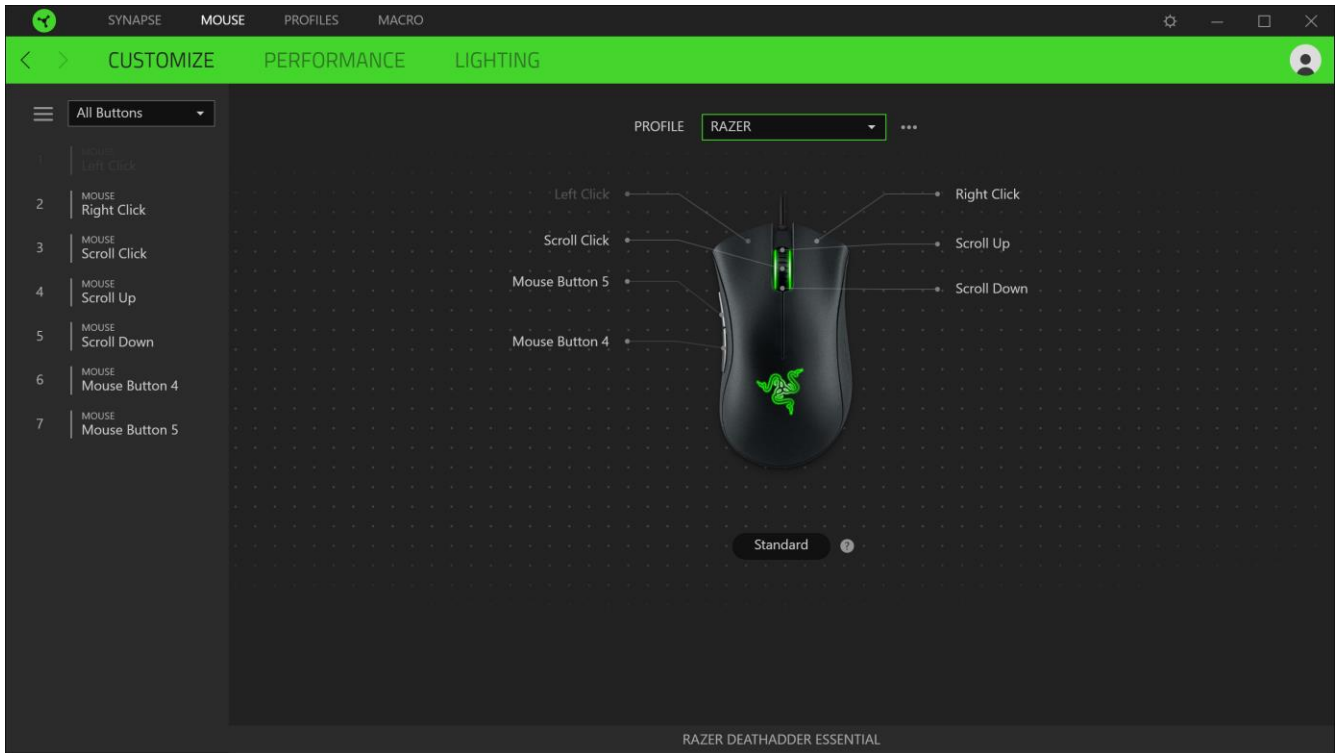 SYNAPSE MOUSE PROFILES MACRO
CUSTOMIZE PERFORMANCE LIGHTING
All Buttons
PROFILE RAZER
1 MOUSE
Left Click
2 MOUSE
Right Click
3 MOUSE
Scroll Click
4 MOUSE
Scroll Up
5 MOUSE
Scroll Down
6 MOUSE
Mouse Button 4
7 MOUSE
Mouse Button 5
Left Click
Right Click
Scroll Click
Scroll Up
Mouse Button 5
Scroll Down
Mouse Button 4
Standard ?
RAZER DEATHADDER ESSENTIAL